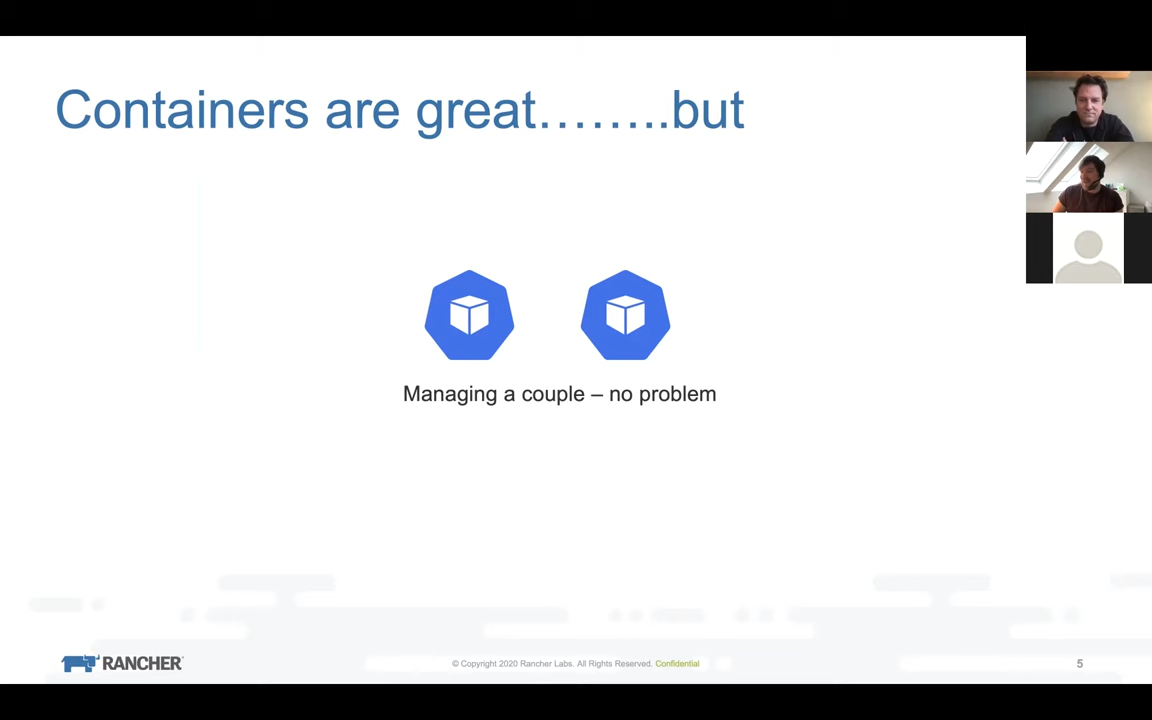 Containers are great……..but
Managing a couple – no problem
RANCHER
© Copyright 2020 Rancher Labs. All Rights Reserved. Confidential
5